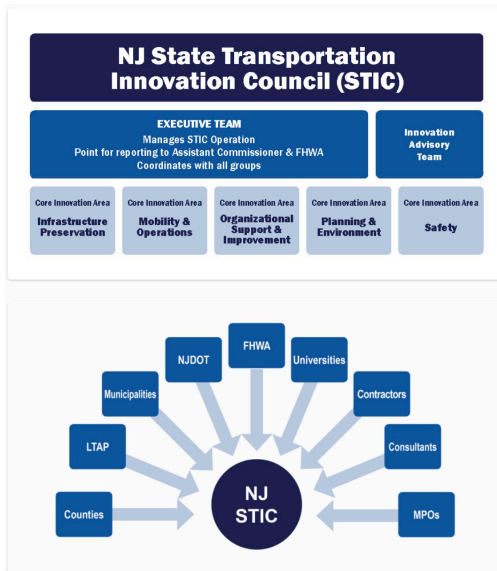 NJ State Transportation
Innovation Council (STIC)
EXECUTIVE TEAM
Manages STIC Operation
Point for reporting to Assistant Commissioner & FHWA
Coordinates with all groups
Innovation
Advisory
Team
Core Innovation Area
Infrastructure
Preservation
Core Innovation Area
Mobility &
Operations
Core Innovation Area
Organizational
Support &
Improvement
Core Innovation Area
Planning &
Environment
Core Innovation Area
Safety
FHWA
NJDOT
Universities
Municipalities
Contractors
LTAP
Consultants
Counties
NJ
STIC
MPOs